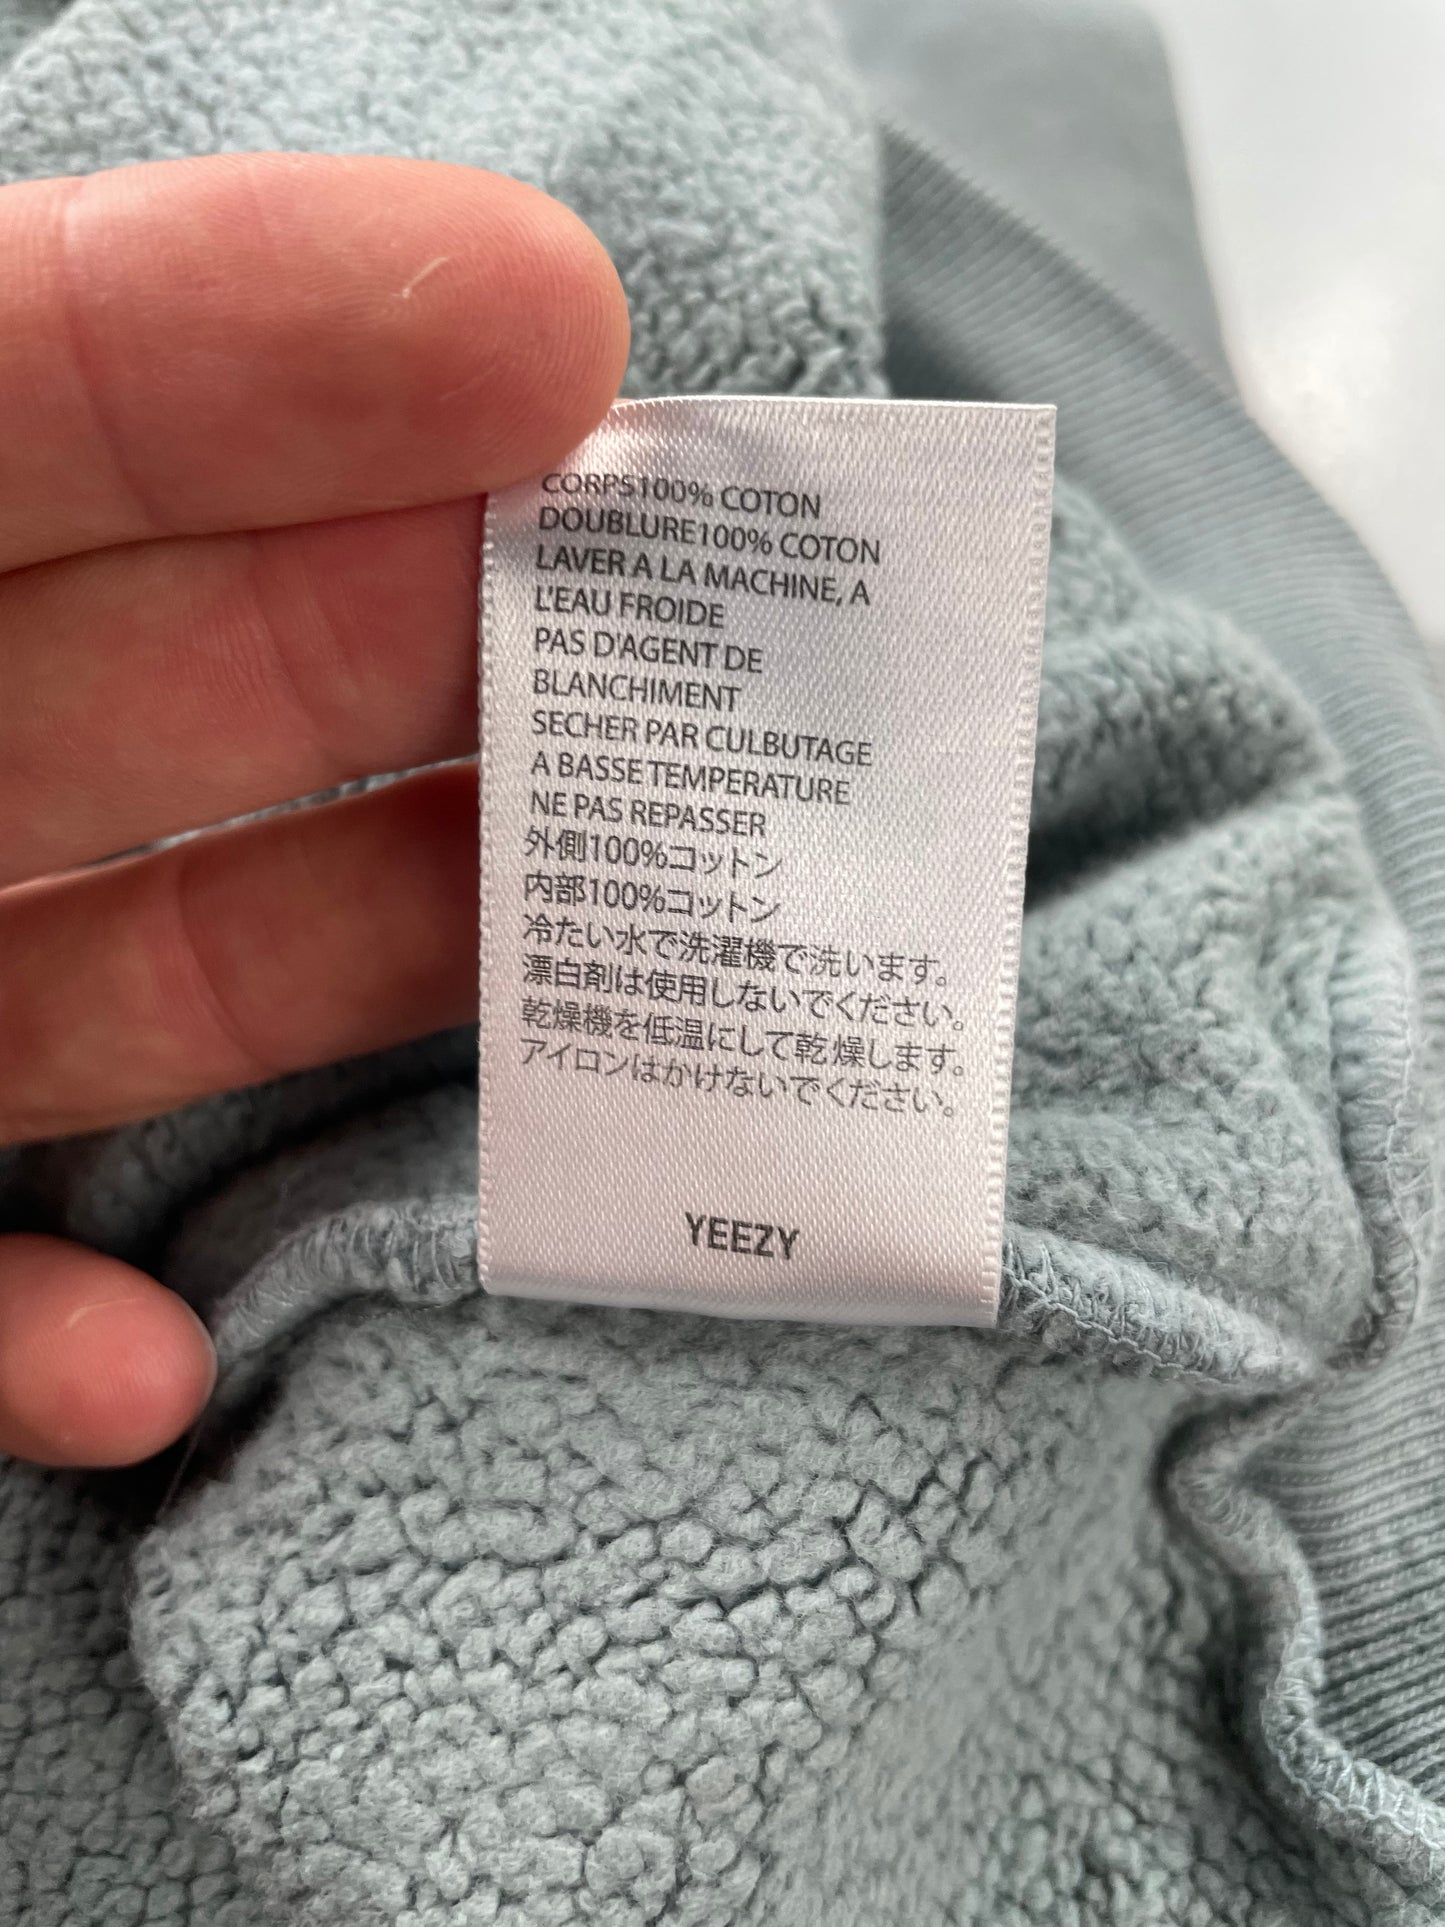 CORPS100% COTON
DOUBLURE100% COTON
LAVER A LA MACHINE, A
L'EAU FROIDE
PAS D'AGENT DE
BLANCHIMENT
SECHER PAR CULBUTAGE
A BASSE TEMPERATURE
NE PAS REPASSER
外側100%コットン
内部100%コットン
冷たい水で洗濯機で洗います。
漂白剤は使用しないでください。
乾燥機を低温にして乾燥します。
アイロンはかけないでください。
YEEZY